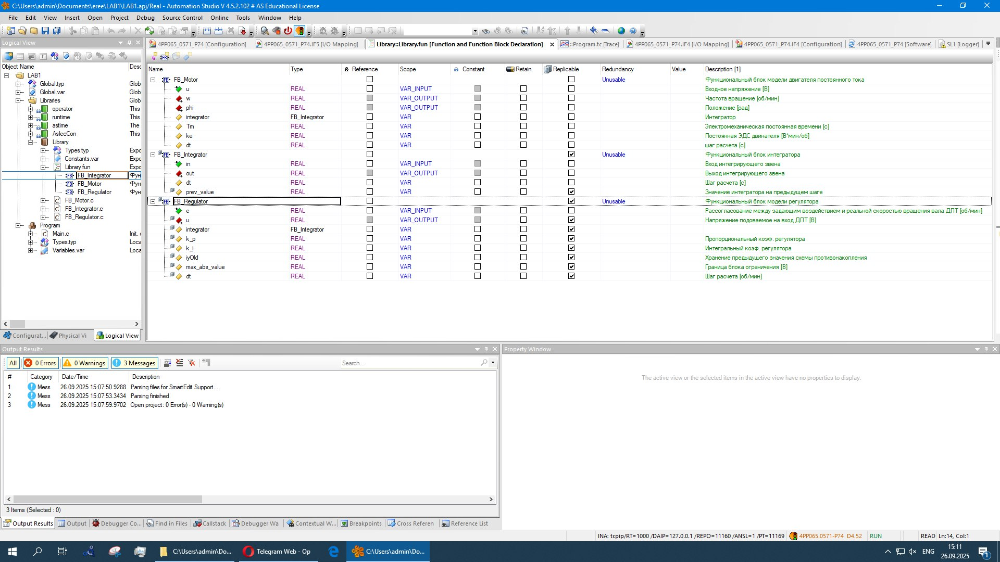 C:\Users\admin\Documents\eree\LAB1\LAB1.apj/Real - Automation Studio V 4.5.2.102 # AS Educational License
File Edit View Insert Open Project Debug Source Control Online Tools Window Help
Logical View
4PP065_0571_P74 [Configuration] 4PP065_0571_P74.IF5 [I/O Mapping] Library::Library.fun [Function and Function Block Declaration] ::Program.tc [Trace] 4PP065_0571_P74.IF4 [I/O Mapping] 4PP065_0571_P74.IF4 [Configuration] 4PP065_0571_P74 [Software] SL1 [Logger]
Object Name Desc
LAB1
Global.typ Glob
Global.var Glob
Libraries Glob
operator This
runtime This
astime The
AsIecCon This
Library
Types.typ Expo
Constants.var Expo
Library.fun Expo
FB_Integrator Фун
FB_Motor Фун
FB_Regulator Фун
FB_Motor.c
FB_Integrator.c
FB_Regulator.c
Program
Main.c Init, c
Types.typ Loca
Variables.var Loca
Configurat... Physical Vi Logical View
Name Type & Reference Scope Constant Retain Replicable Redundancy Value Description [1]
FB_Motor Unusable Функциональный блок модели двигателя постоянного тока
u REAL VAR_INPUT Входное напряжение [В]
w REAL VAR_OUTPUT Частота вращение [об/мин]
phi REAL VAR_OUTPUT Положение [рад]
integrator FB_Integrator VAR Интегратор
Tm REAL VAR Электромеханическая постоянная времени [с]
ke REAL VAR Постоянная ЭДС двинателя [В*мин/об]
dt REAL VAR шаг расчета [с]
FB_Integrator Unusable Функциональный блок интегратора
in REAL VAR_INPUT Вход интегрирующего звена
out REAL VAR_OUTPUT Выход интегрирующего звена
dt REAL VAR Шаг расчета [с]
prev_value REAL VAR Значение интегратора на предыдущем шаге
FB_Regulator Unusable Функциональный блок модели регулятора
e REAL VAR_INPUT Рассогласование между задающим воздействием и реальной скоростью вращения вала ДПТ [об/мин]
u REAL VAR_OUTPUT Напряжение подоваемое на вход ДПТ [В]
integrator FB_Integrator VAR
k_p REAL VAR Пропорциональный коэф. регулятора
k_i REAL VAR Интегральный коэф. регулятора
iyOld REAL VAR Хранение предыдущего значения схемы противонакопления
max_abs_value REAL VAR Граница блока ограничения [В]
dt REAL VAR Шаг расчета [об/мин]
Output Results
All 0 Errors 0 Warnings 3 Messages Search...
# Category Date/Time Description
1 Mess 26.09.2025 15:07:50.9288 Parsing files for SmartEdit Support...
2 Mess 26.09.2025 15:07:53.3434 Parsing finished
3 Mess 26.09.2025 15:07:59.9702 Open project: 0 Error(s) - 0 Warning(s)
3 Items (Selected : 0)
Output Results Output Debugger Co... Find in Files Callstack Debugger Wa Contextual W... Breakpoints Cross Referen Reference List
Property Window
The active view or the selected items in the active view have no properties to display.
INA: tcpip/RT=1000 /DAIP=127.0.0.1 /REPO=11160 /ANSL=1 /PT=11169 4PP065.0571-P74 D4.52 RUN READ Ln:14, Col:1
C:\Users\admin\Do... Telegram Web - Op C:\Users\admin\Do... ENG 15:11
26.09.2025
1